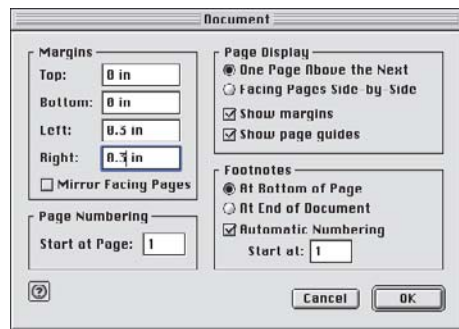 Document
Margins
Top: 0 in
Bottom: 0 in
Left: 0.5 in
Right: 0.3 in
Mirror Facing Pages
Page Numbering
Start at Page: 1
Page Display
One Page Above the Next
Facing Pages Side-by-Side
Show margins
Show page guides
Footnotes
At Bottom of Page
At End of Document
Automatic Numbering
Start at: 1
?
Cancel
OK